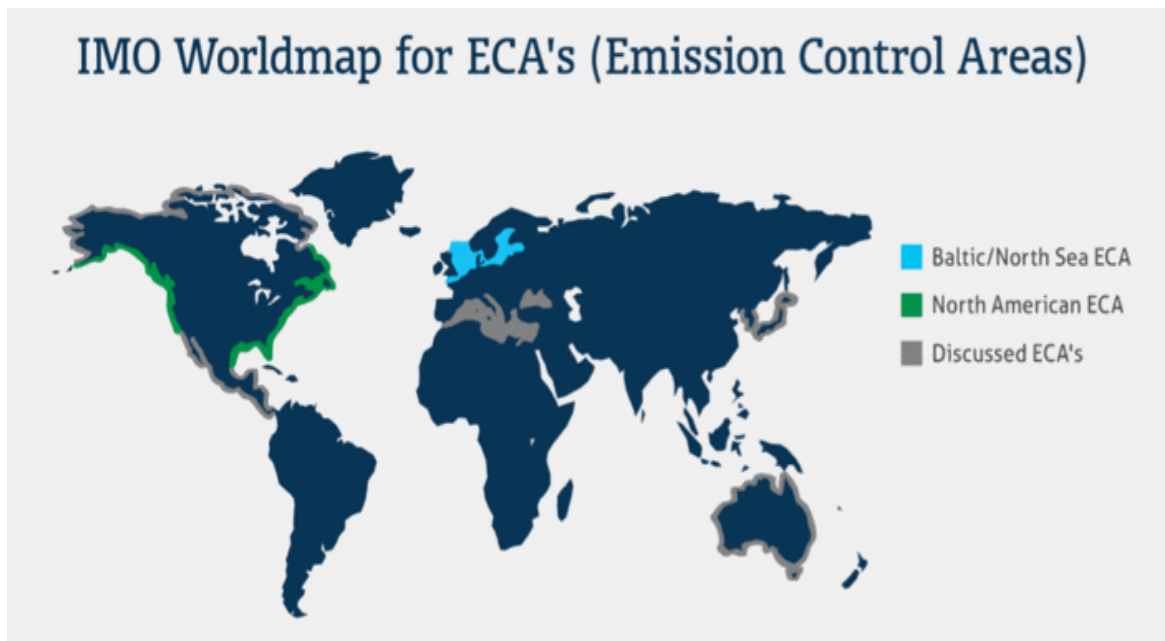 IMO Worldmap for ECA's (Emission Control Areas)
Baltic/North Sea ECA
North American ECA
Discussed ECA's